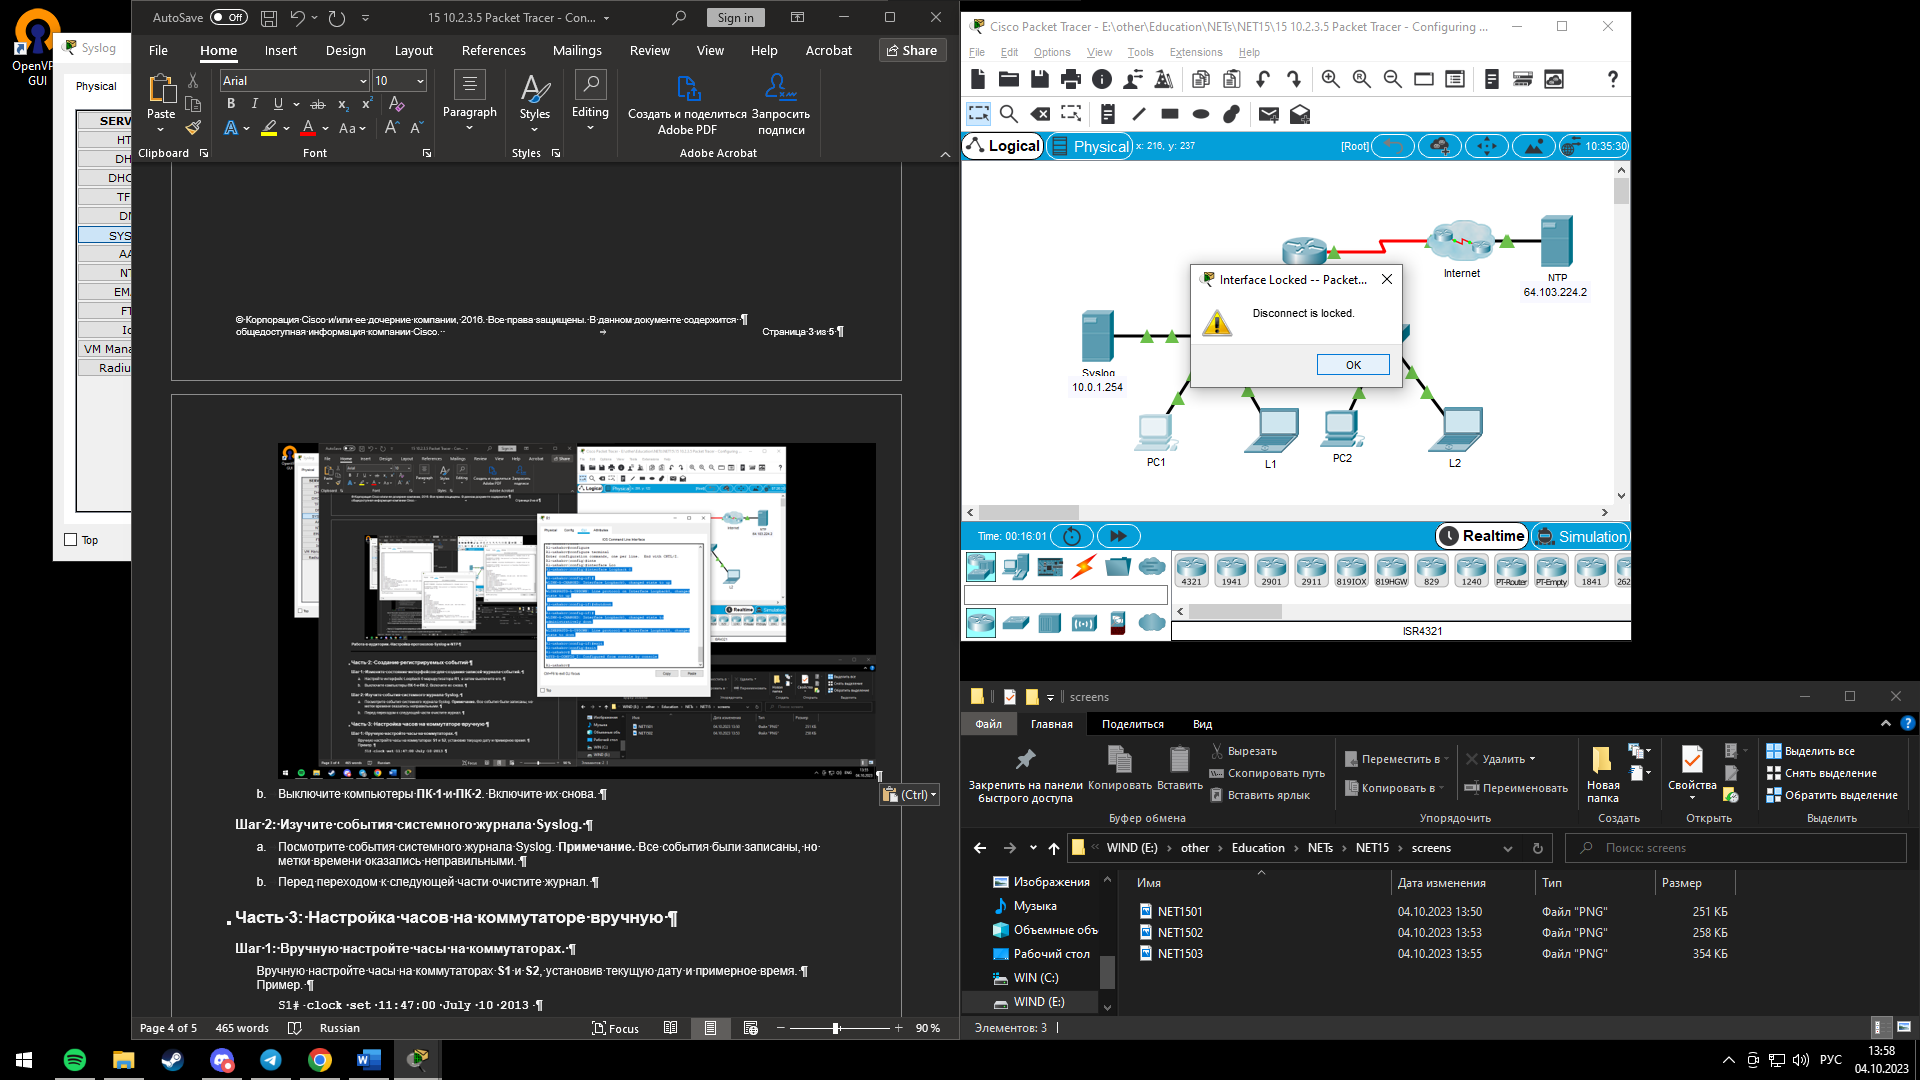 OpenVP
GUI
Syslog
Physical
SERV
HT
DH
DHC
TF
DN
SYS
AA
NT
EM
FT
Io
VM Mana
Radiu
Top
AutoSave
Off
15 10.2.3.5 Packet Tracer - Con...
Sign in
File
Home
Insert
Design
Layout
References
Mailings
Review
View
Help
Acrobat
Share
Paste
Clipboard
Arial
10
Font
Paragraph
Styles
Styles
Editing
Создать и поделиться
Adobe PDF
Запросить
подписи
Adobe Acrobat
© Корпорация Cisco и/или ее дочерние компании, 2016. Все права защищены. В данном документе содержится ¶
общедоступная информация компании Cisco. → Страница 3 из 5 ¶
(Ctrl)
b. Выключите компьютеры ПК-1 и ПК-2. Включите их снова. ¶
Шаг 2: Изучите события системного журнала Syslog. ¶
a. Посмотрите события системного журнала Syslog. Примечание. Все события были записаны, но
метки времени оказались неправильными. ¶
b. Перед переходом к следующей части очистите журнал. ¶
Часть 3: Настройка часов на коммутаторе вручную ¶
Шаг 1: Вручную настройте часы на коммутаторах. ¶
Вручную настройте часы на коммутаторах S1 и S2, установив текущую дату и примерное время. ¶
Пример. ¶
S1# clock set 11:47:00 July 10 2013 ¶
Page 4 of 5
465 words
Russian
Focus
90 %
Cisco Packet Tracer - E:\other\Education\NETs\NET15\15 10.2.3.5 Packet Tracer - Configuring ...
File
Edit
Options
View
Tools
Extensions
Help
Logical
Physical
x: 216, y: 237
[Root]
10:35:30
Internet
NTP
64.103.224.2
Syslog
10.0.1.254
PC1
L1
PC2
L2
Interface Locked -- Packet...
Disconnect is locked.
OK
Time: 00:16:01
Realtime
Simulation
4321
1941
2901
2911
819IOX
819HGW
829
1240
PT-Router
PT-Empty
1841
262
ISR4321
screens
Файл
Главная
Поделиться
Вид
Закрепить на панели
быстрого доступа
Копировать
Вставить
Вырезать
Скопировать путь
Вставить ярлык
Буфер обмена
Переместить в
Копировать в
Удалить
Переименовать
Упорядочить
Новая
папка
Создать
Свойства
Открыть
Выделить все
Снять выделение
Обратить выделение
Выделить
WIND (E:) › other › Education › NETs › NET15 › screens
Поиск: screens
Изображения
Музыка
Объемные объ
Рабочий стол
WIN (C:)
WIND (E:)
Имя
Дата изменения
Тип
Размер
NET1501 04.10.2023 13:50 Файл "PNG" 251 КБ
NET1502 04.10.2023 13:53 Файл "PNG" 258 КБ
NET1503 04.10.2023 13:55 Файл "PNG" 354 КБ
Элементов: 3
РУС
13:58
04.10.2023